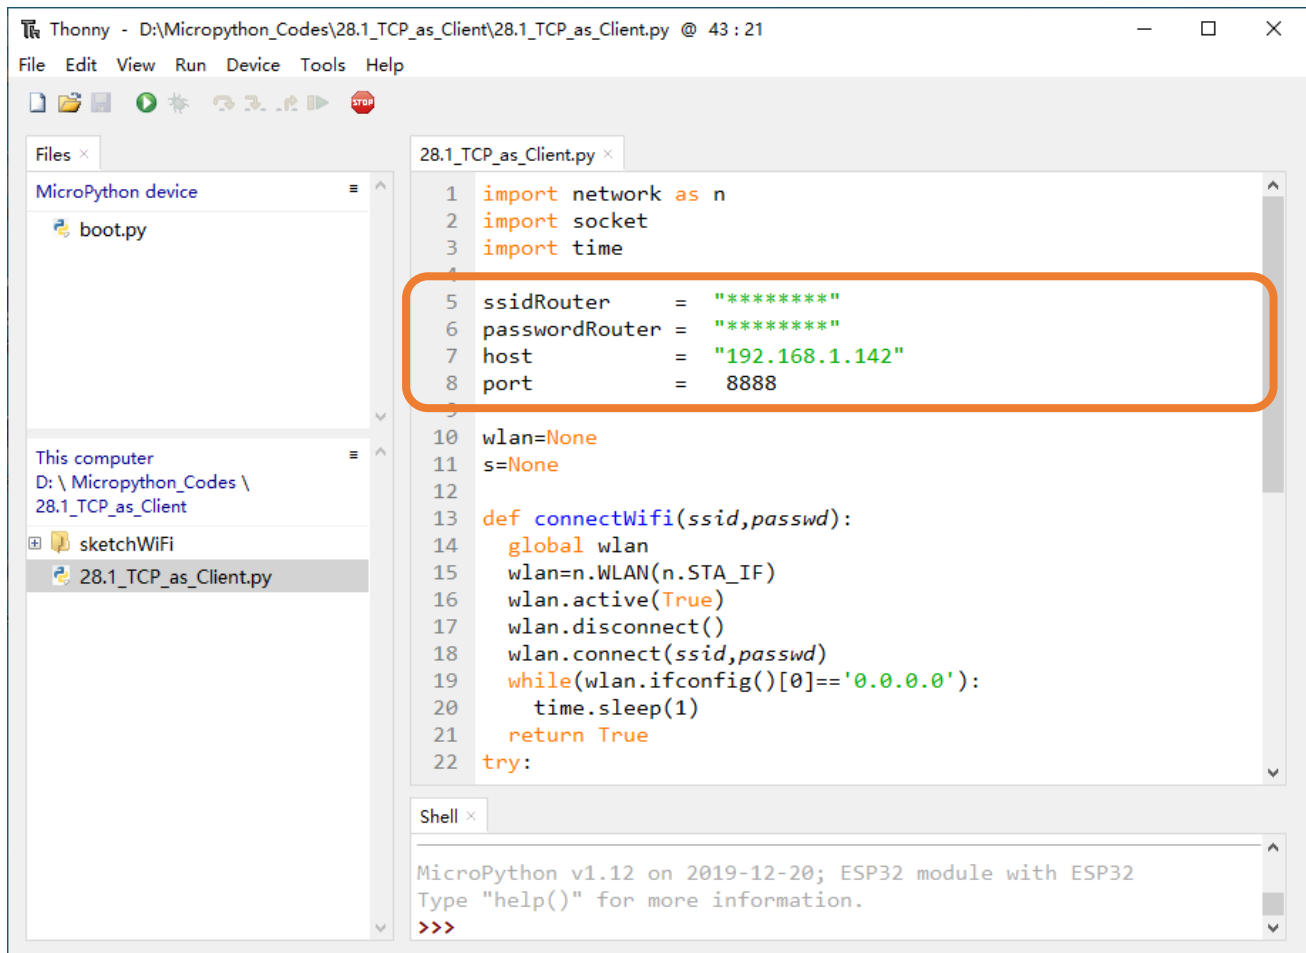 Thonny - D:\Micropython_Codes\28.1_TCP_as_Client\28.1_TCP_as_Client.py @ 43 : 21
File Edit View Run Device Tools Help
STOP
Files
MicroPython device
boot.py
This computer
D: \ Micropython_Codes \
28.1_TCP_as_Client
sketchWiFi
28.1_TCP_as_Client.py
28.1_TCP_as_Client.py
1 import network as n
2 import socket
3 import time
4
5 ssidRouter     =  "********"
6 passwordRouter =  "********"
7 host           =  "192.168.1.142"
8 port           =   8888
9
10 wlan=None
11 s=None
12
13 def connectWifi(ssid,passwd):
14   global wlan
15   wlan=n.WLAN(n.STA_IF)
16   wlan.active(True)
17   wlan.disconnect()
18   wlan.connect(ssid,passwd)
19   while(wlan.ifconfig()[0]=='0.0.0.0'):
20     time.sleep(1)
21   return True
22 try:
Shell
MicroPython v1.12 on 2019-12-20; ESP32 module with ESP32
Type "help()" for more information.
>>>